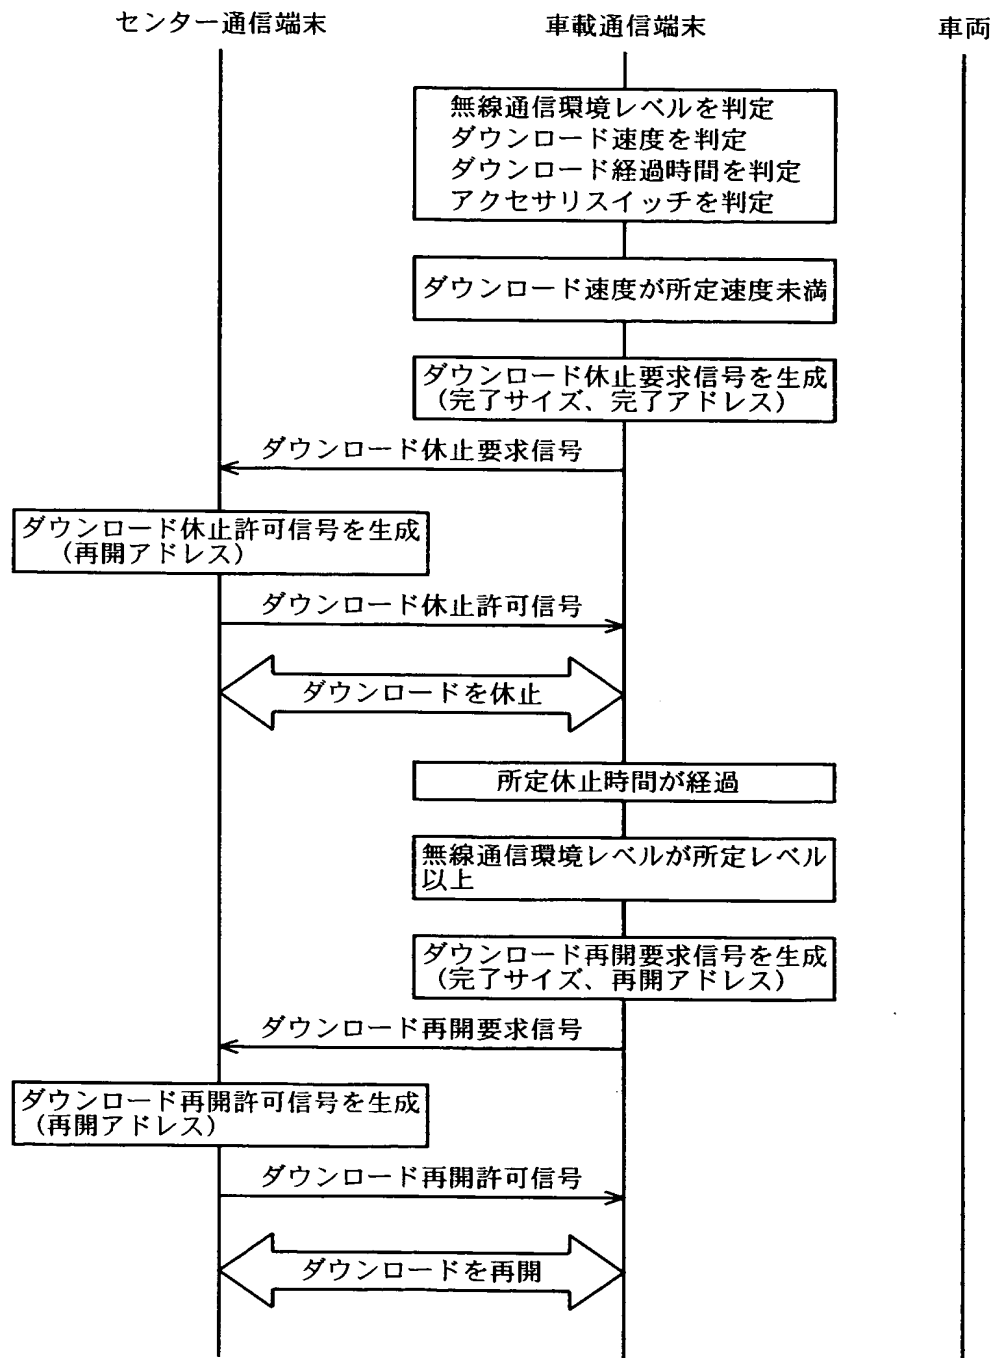 センター通信端末
車載通信端末
車両
無線通信環境レベルを判定
ダウンロード速度を判定
ダウンロード経過時間を判定
アクセサリスイッチを判定
ダウンロード速度が所定速度未満
ダウンロード休止要求信号を生成
(完了サイズ、完了アドレス)
ダウンロード休止要求信号
ダウンロード休止許可信号を生成
(再開アドレス)
ダウンロード休止許可信号
ダウンロードを休止
所定休止時間が経過
無線通信環境レベルが所定レベル
以上
ダウンロード再開要求信号を生成
(完了サイズ、再開アドレス)
ダウンロード再開要求信号
ダウンロード再開許可信号を生成
(再開アドレス)
ダウンロード再開許可信号
ダウンロードを再開